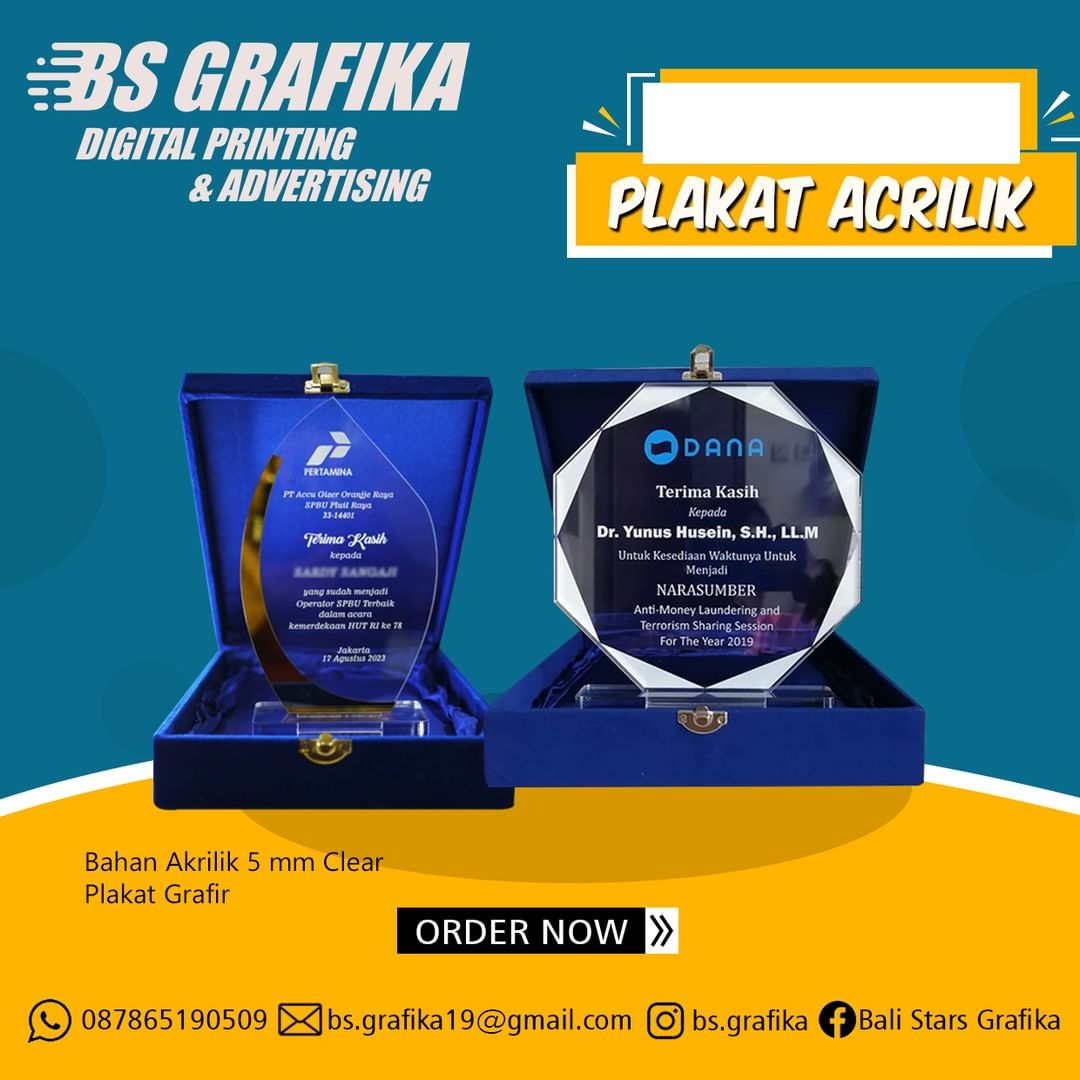 BS GRAFIKA
DIGITAL PRINTING
& ADVERTISING
PLAKAT ACRILIK
PERTAMINA
PT Accu Gizer Oranjje Raya
SPBU Pluit Raya
33-14401
Terima Kasih
kepada
SARDY SANGAJI
yang sudah menjadi
Operator SPBU Terbaik
dalam acara
kemerdekaan HUT RI ke 78
Jakarta
17 Agustus 2023
DANA
Terima Kasih
Kepada
Dr. Yunus Husein, S.H., LL.M
Untuk Kesediaan Waktunya Untuk
Menjadi
NARASUMBER
Anti-Money Laundering and
Terrorism Sharing Session
For The Year 2019
Bahan Akrilik 5 mm Clear
Plakat Grafir
ORDER NOW
087865190509 bs.grafika19@gmail.com bs.grafika Bali Stars Grafika